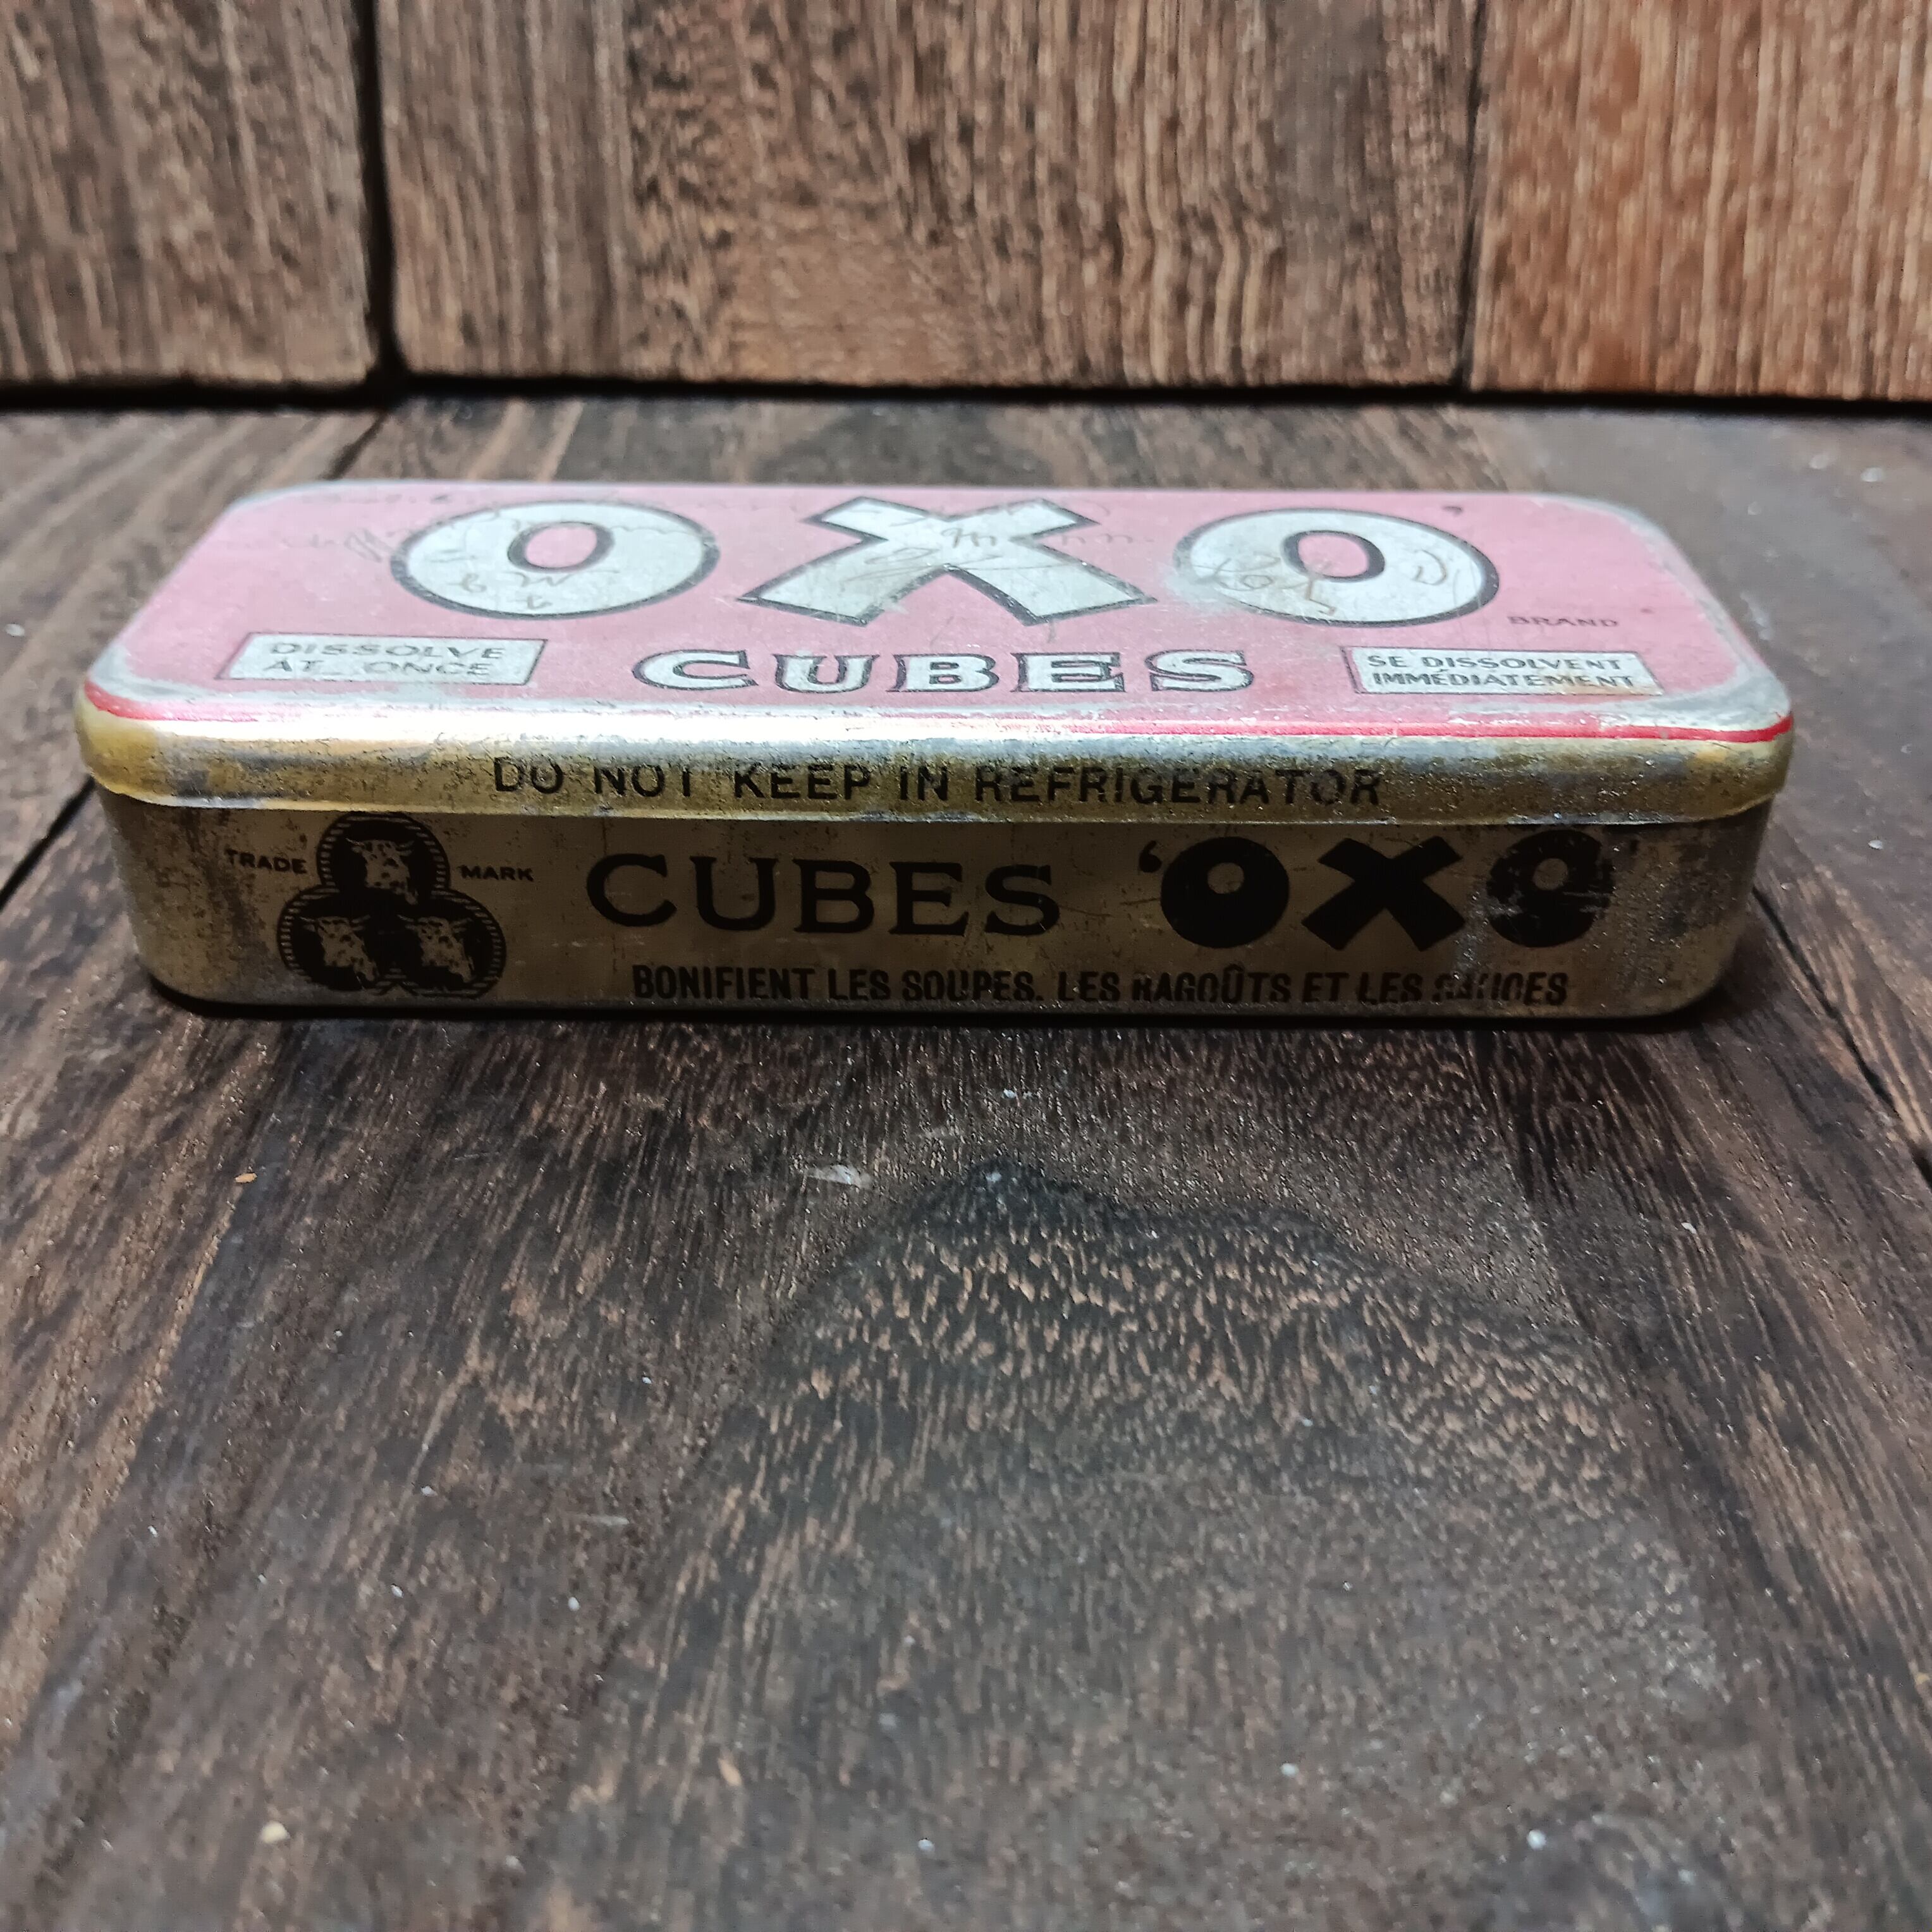 OXO'
BRAND
DISSOLVE
AT ONCE
CUBES
SE DISSOLVENT
IMMÉDIATEMENT
DO NOT KEEP IN REFRIGERATOR
TRADE MARK
CUBES 'OXO'
BONIFIENT LES SOUPES, LES RAGOÛTS ET LES SAUCES